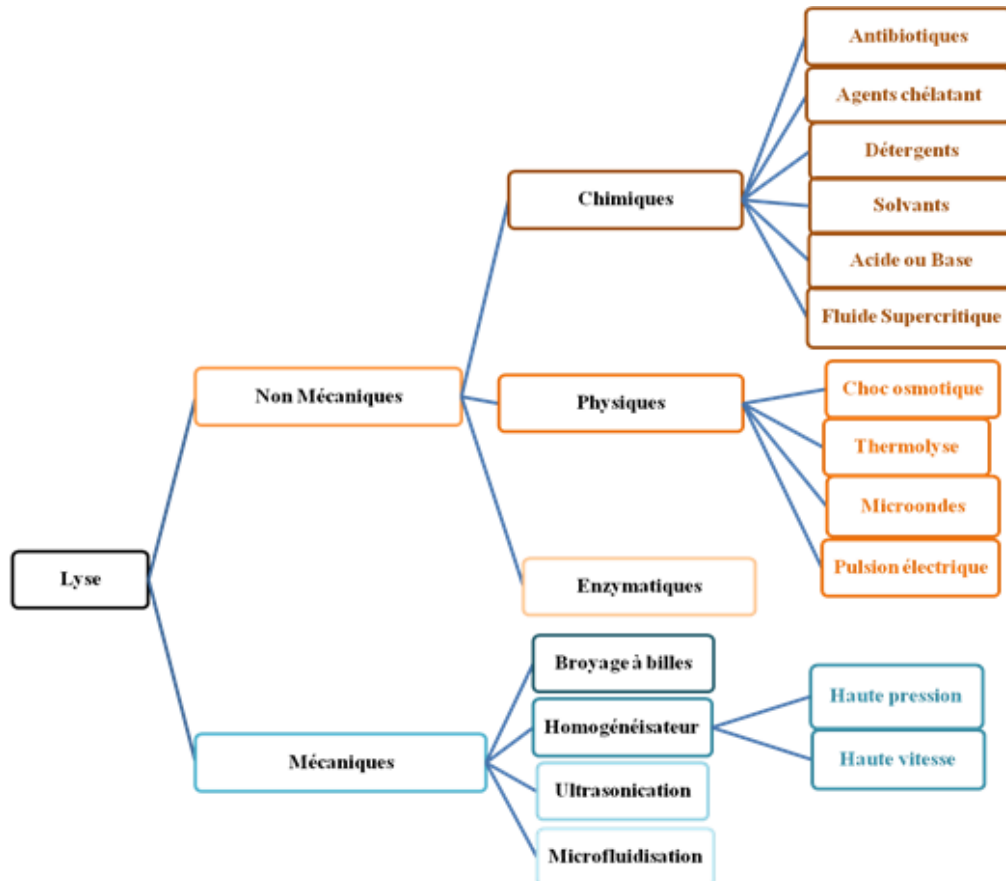 Antibiotiques
Agents chélatant
Détergents
Chimiques
Solvants
Acide ou Base
Fluide Supercritique
Non Mécaniques
Physiques
Choc osmotique
Thermolyse
Microondes
Pulsion électrique
Lyse
Enzymatiques
Broyage à billes
Homogénéisateur
Haute pression
Haute vitesse
Mécaniques
Ultrasonication
Microfluidisation